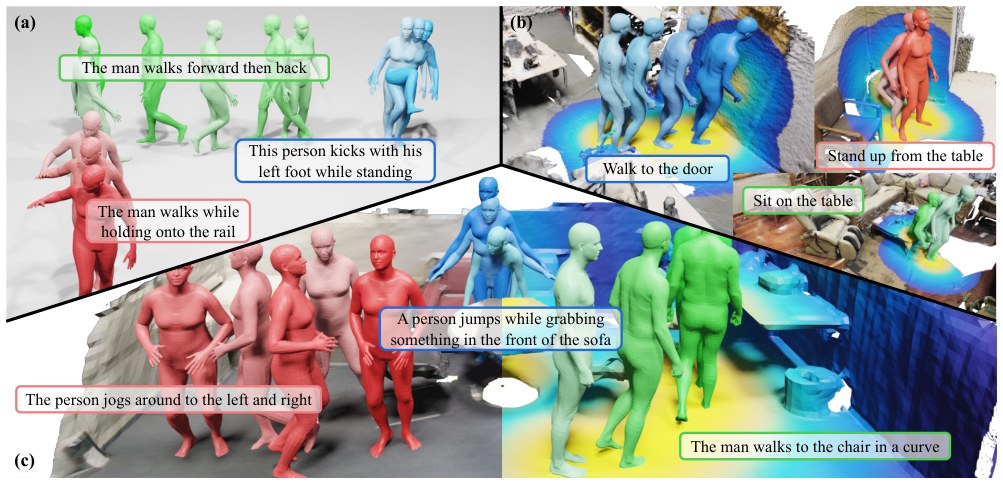 (a)
The man walks forward then back
This person kicks with his
left foot while standing
The man walks while
holding onto the rail
(b)
Walk to the door
Stand up from the table
Sit on the table
A person jumps while grabbing
something in the front of the sofa
The person jogs around to the left and right
The man walks to the chair in a curve
(c)